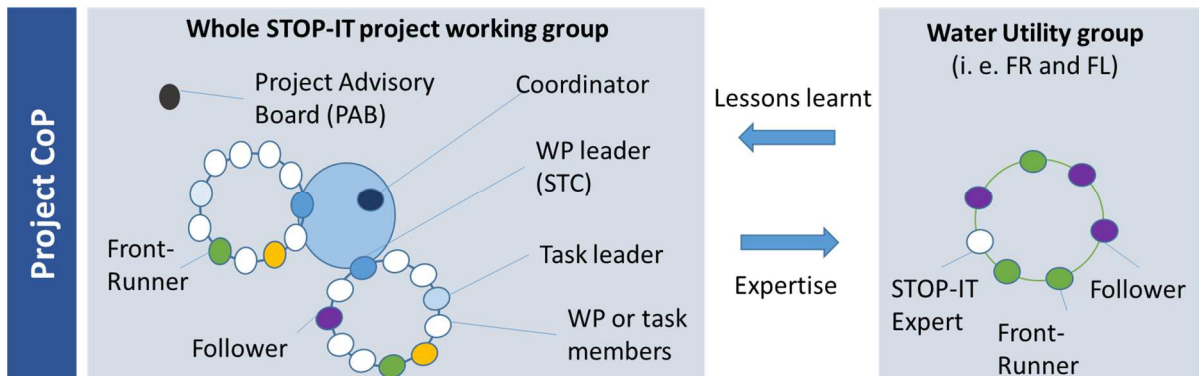 Project CoP
Whole STOP-IT project working group
Project Advisory
Board (PAB)
Coordinator
WP leader
(STC)
Front-
Runner
Task leader
Follower
WP or task
members
Lessons learnt
Expertise
Water Utility group
(i. e. FR and FL)
STOP-IT
Expert
Follower
Front-
Runner